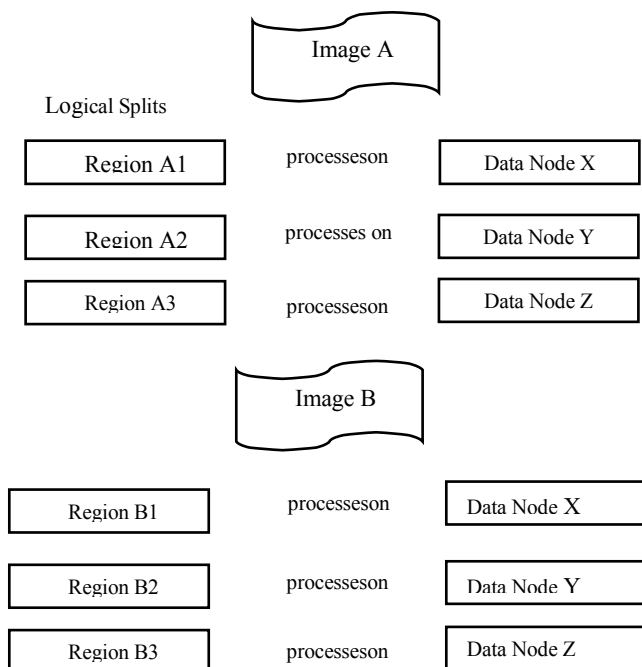 Image A
Logical Splits
Region A1 processeson Data Node X
Region A2 processes on Data Node Y
Region A3 processeson Data Node Z
Image B
Region B1 processeson Data Node X
Region B2 processeson Data Node Y
Region B3 processeson Data Node Z